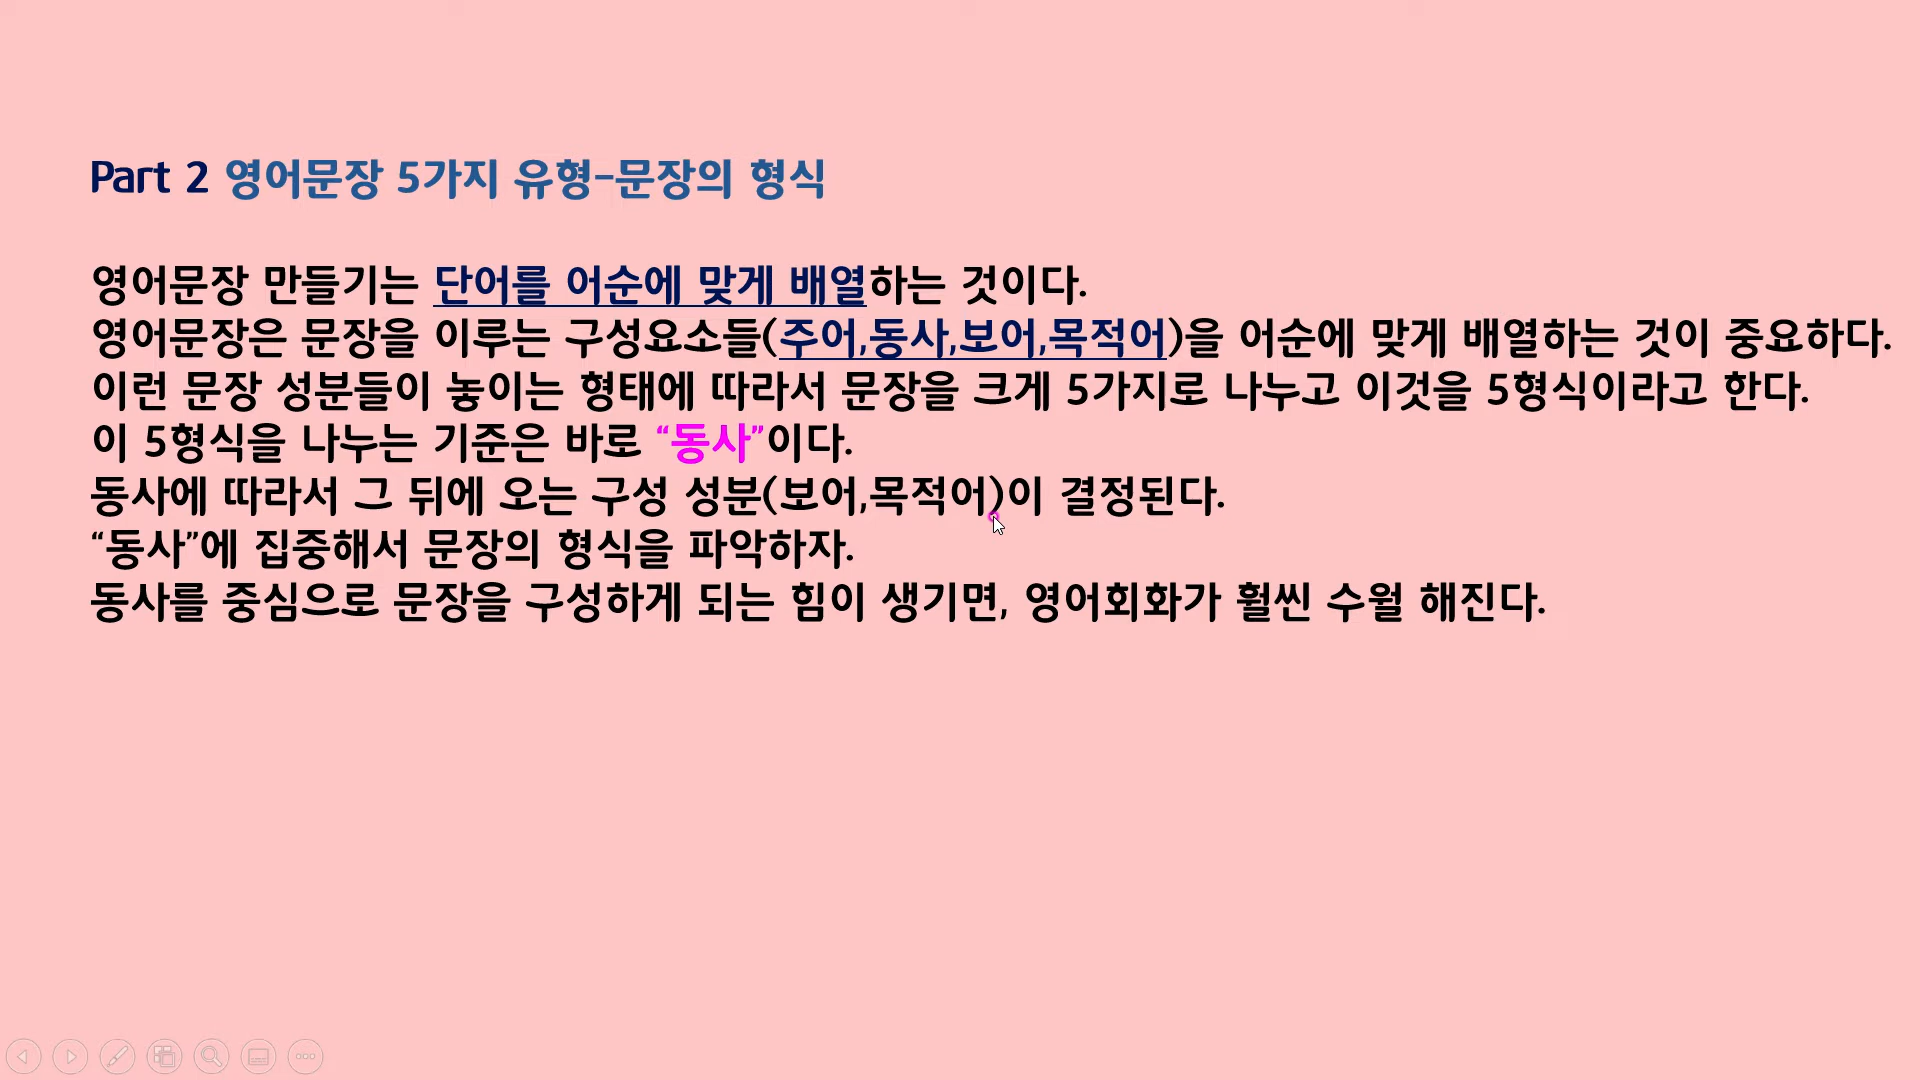 Part 2 영어문장 5가지 유형-문장의 형식
영어문장 만들기는 단어를 어순에 맞게 배열하는 것이다.
영어문장은 문장을 이루는 구성요소들(주어,동사,보어,목적어)을 어순에 맞게 배열하는 것이 중요하다.
이런 문장 성분들이 놓이는 형태에 따라서 문장을 크게 5가지로 나누고 이것을 5형식이라고 한다.
이 5형식을 나누는 기준은 바로 “동사”이다.
동사에 따라서 그 뒤에 오는 구성 성분(보어,목적어)이 결정된다.
“동사”에 집중해서 문장의 형식을 파악하자.
동사를 중심으로 문장을 구성하게 되는 힘이 생기면, 영어회화가 훨씬 수월 해진다.